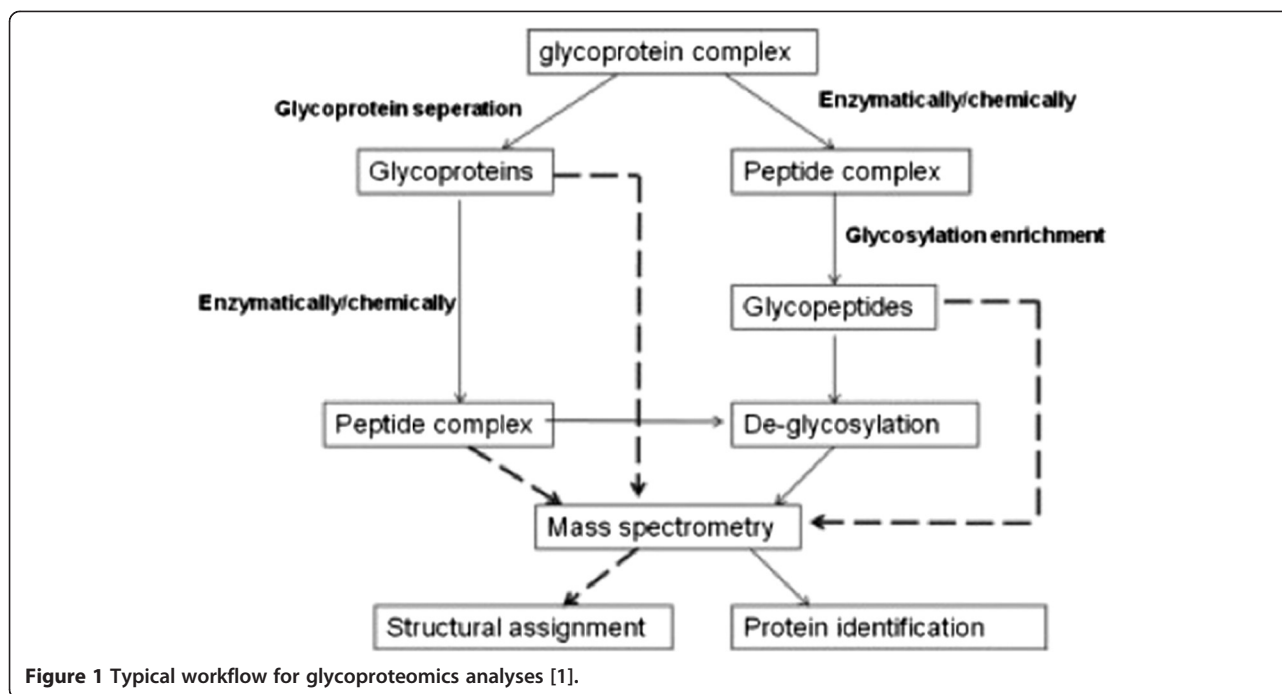 glycoprotein complex
Glycoprotein seperation
Enzymatically/chemically
Glycoproteins
Peptide complex
Glycosylation enrichment
Enzymatically/chemically
Glycopeptides
Peptide complex
De-glycosylation
Mass spectrometry
Structural assignment
Protein identification
Figure 1 Typical workflow for glycoproteomics analyses [1].